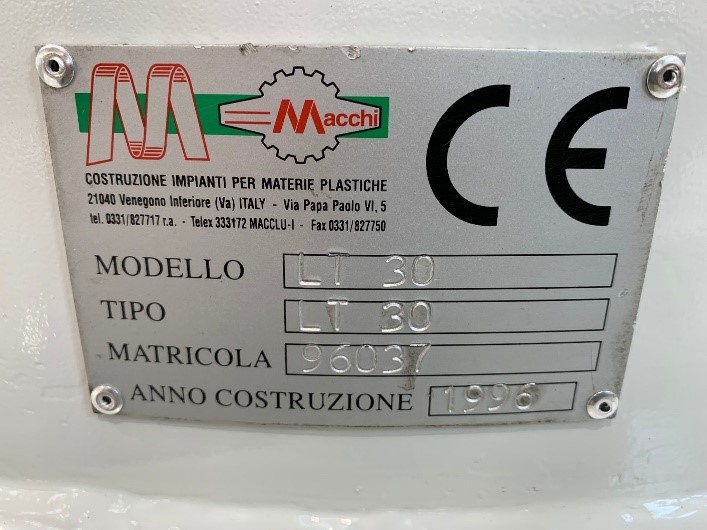 Macchi
CE
COSTRUZIONE IMPIANTI PER MATERIE PLASTICHE
21040 Venegono Inferiore (Va) ITALY - Via Papa Paolo VI, 5
tel. 0331/827717 r.a. - Telex 333172 MACCLU-I - Fax 0331/827750
MODELLO LT 30
TIPO LT 30
MATRICOLA 96037
ANNO COSTRUZIONE 1996